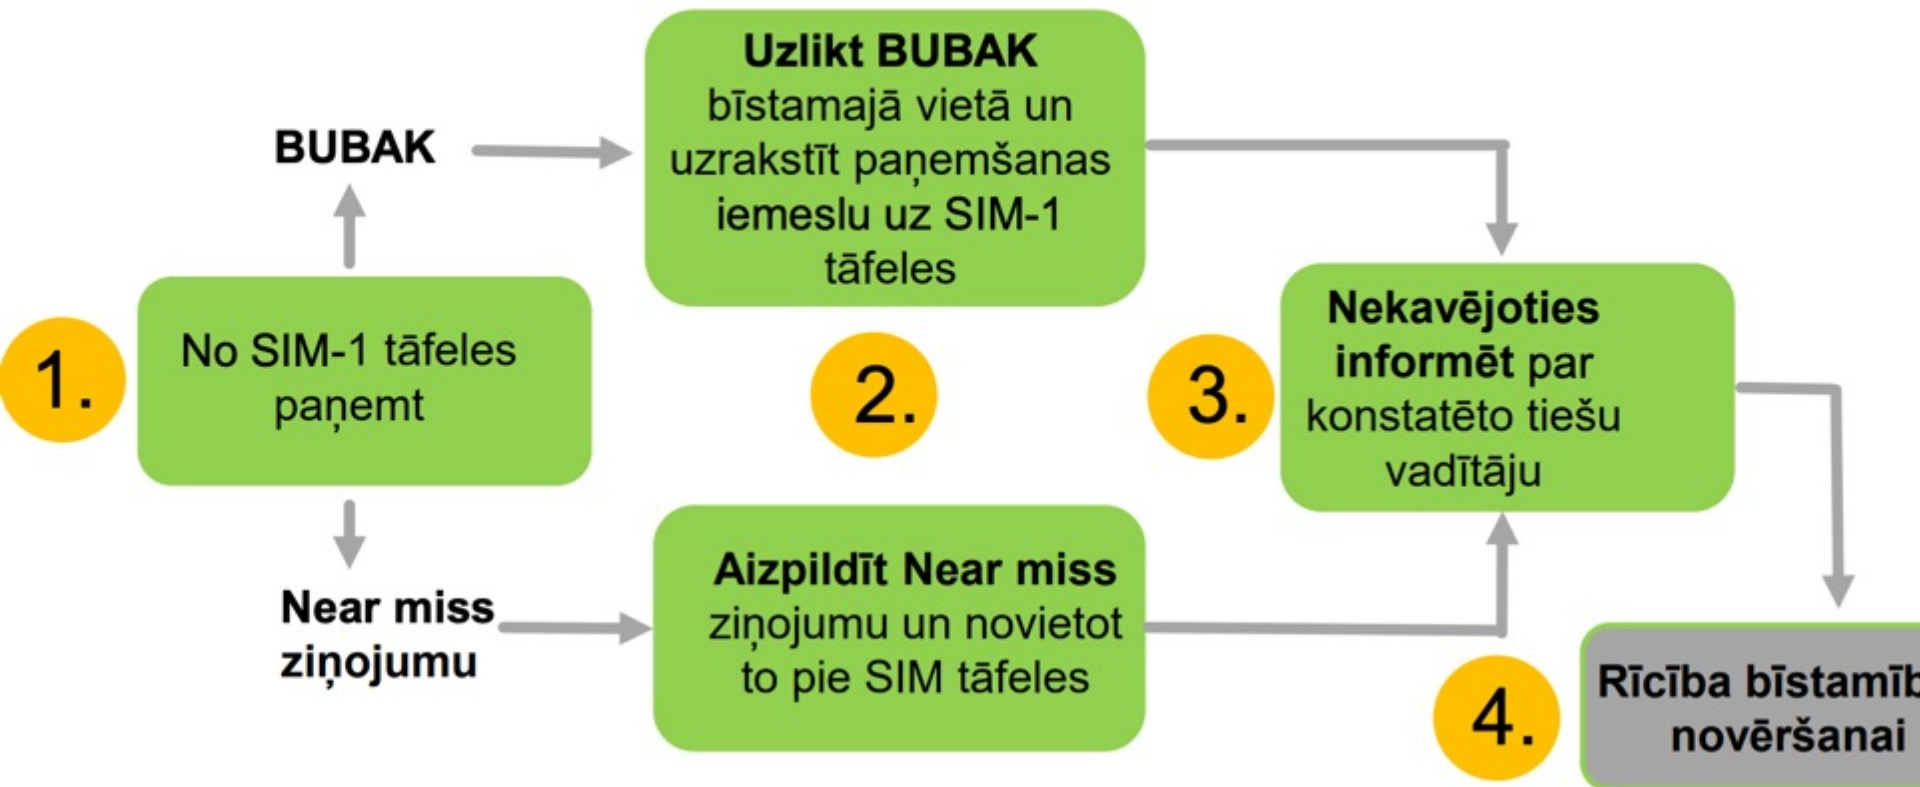 1.
No SIM-1 tāfeles
paņemt
BUBAK
Near miss
ziņojumu
2.
Uzlikt BUBAK
bīstamajā vietā un
uzrakstīt paņemšanas
iemeslu uz SIM-1
tāfeles
Aizpildīt Near miss
ziņojumu un novietot
to pie SIM tāfeles
3.
Nekavējoties
informēt par
konstatēto tiešu
vadītāju
4.
Rīcība
novēršanai